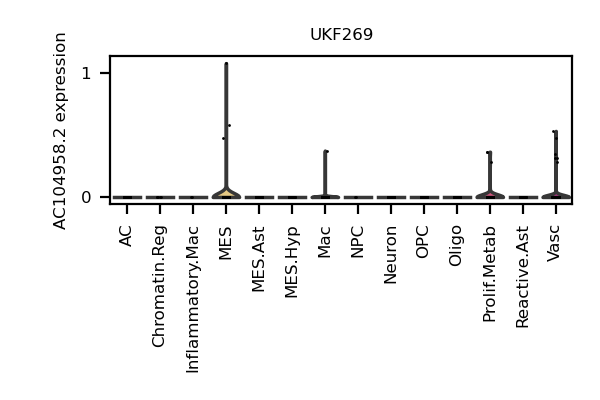 UKF269
AC104958.2 expression
1
0
AC
Chromatin.Reg
Inflammatory.Mac
MES
MES.Ast
MES.Hyp
Mac
NPC
Neuron
OPC
Oligo
Prolif.Metab
Reactive.Ast
Vasc